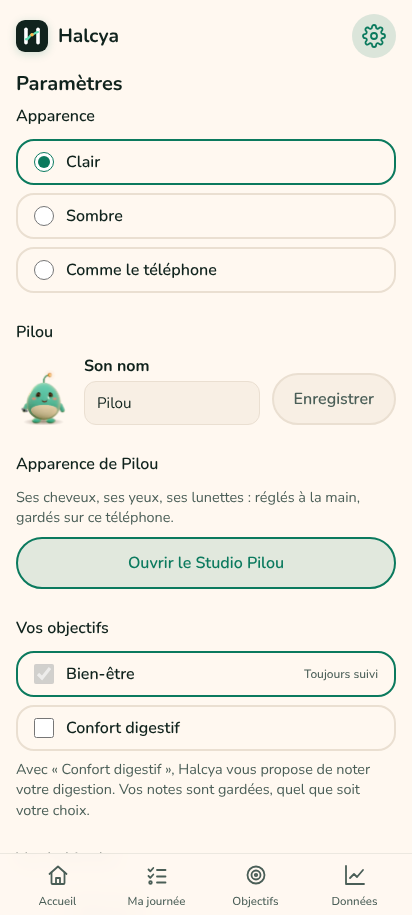 Halcya
Paramètres
Apparence
Clair
Sombre
Comme le téléphone
Pilou
Son nom
Pilou
Enregistrer
Apparence de Pilou
Ses cheveux, ses yeux, ses lunettes : réglés à la main,
gardés sur ce téléphone.
Ouvrir le Studio Pilou
Vos objectifs
Bien-être
Toujours suivi
Confort digestif
Avec « Confort digestif », Halcya vous propose de noter
votre digestion. Vos notes sont gardées, quel que soit
votre choix.
Accueil
Ma journée
Objectifs
Données